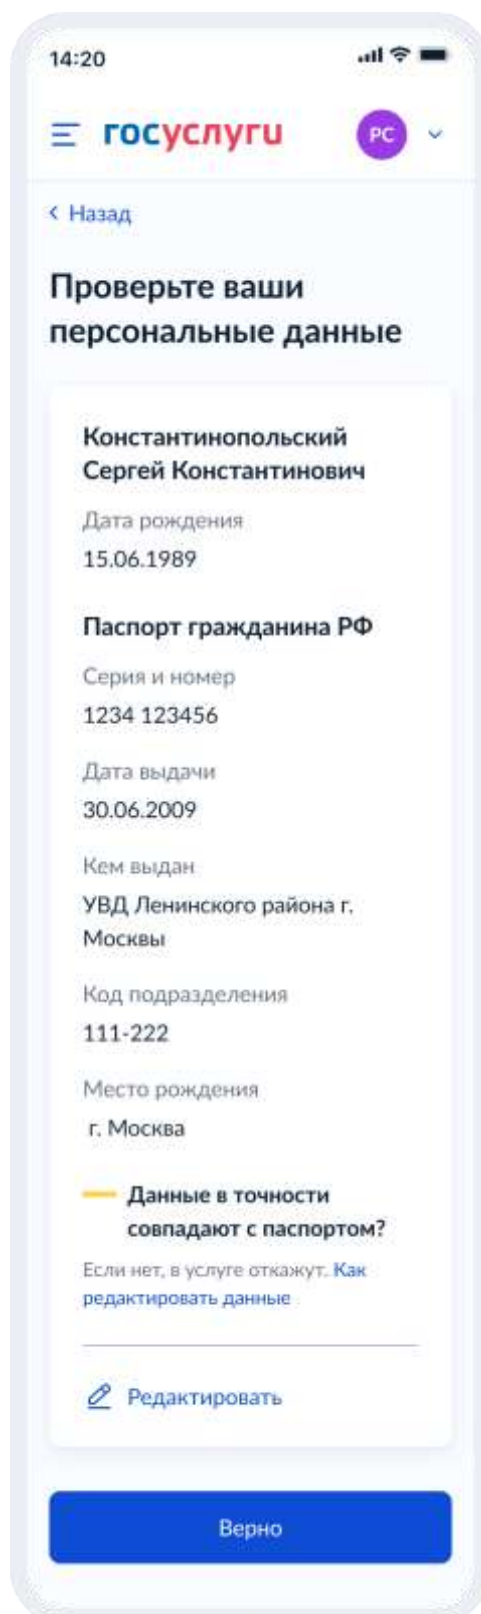 14:20
госуслуги
РС
Назад
Проверьте ваши
персональные данные
Константинопольский
Сергей Константинович
Дата рождения
15.06.1989
Паспорт гражданина РФ
Серия и номер
1234 123456
Дата выдачи
30.06.2009
Кем выдан
УВД Ленинского района г.
Москвы
Код подразделения
111-222
Место рождения
г. Москва
Данные в точности
совпадают с паспортом?
Если нет, в услуге откажут. Как
редактировать данные
Редактировать
Верно